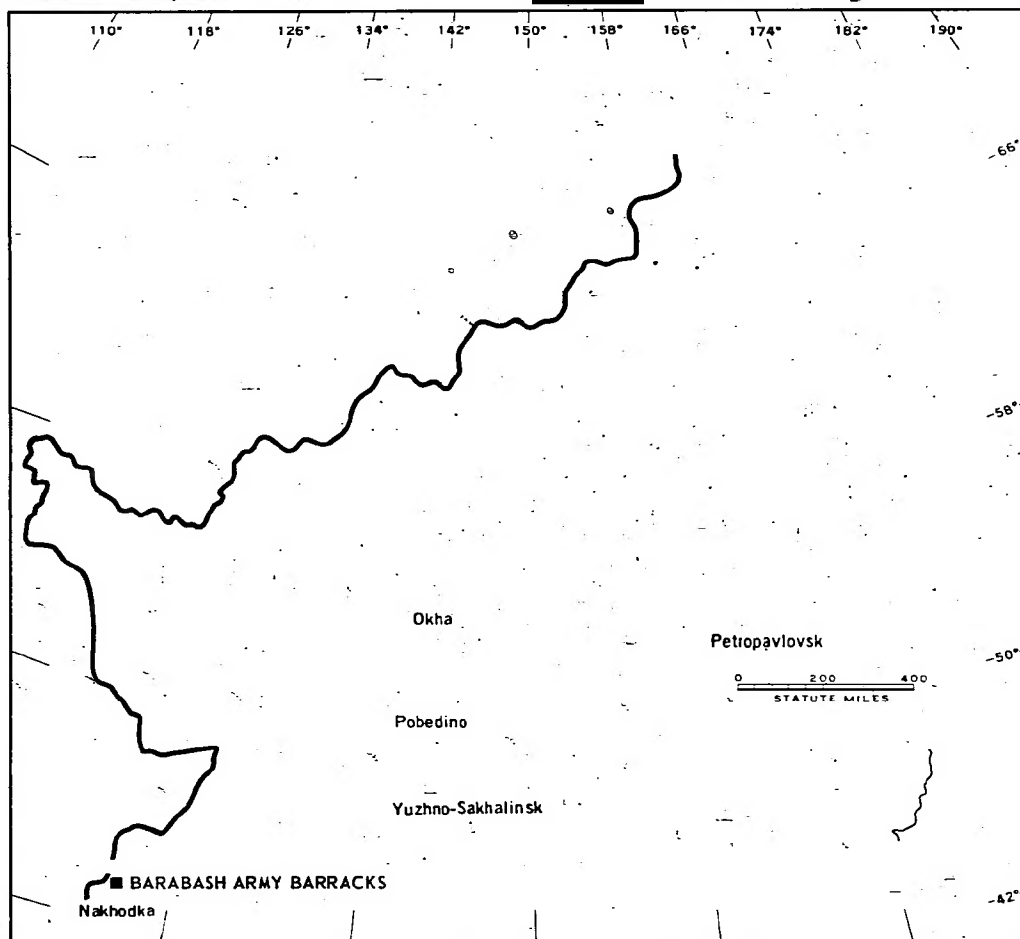 110° 118° 126° 134° 142° 150° 158° 166° 174° 182° 190°
-66°
-58°
Okha
Petropavlovsk
-50°
0 200 400
STATUTE MILES
Pobedino
Yuzhno-Sakhalinsk
■ BARABASH ARMY BARRACKS
-42°
Nakhodka